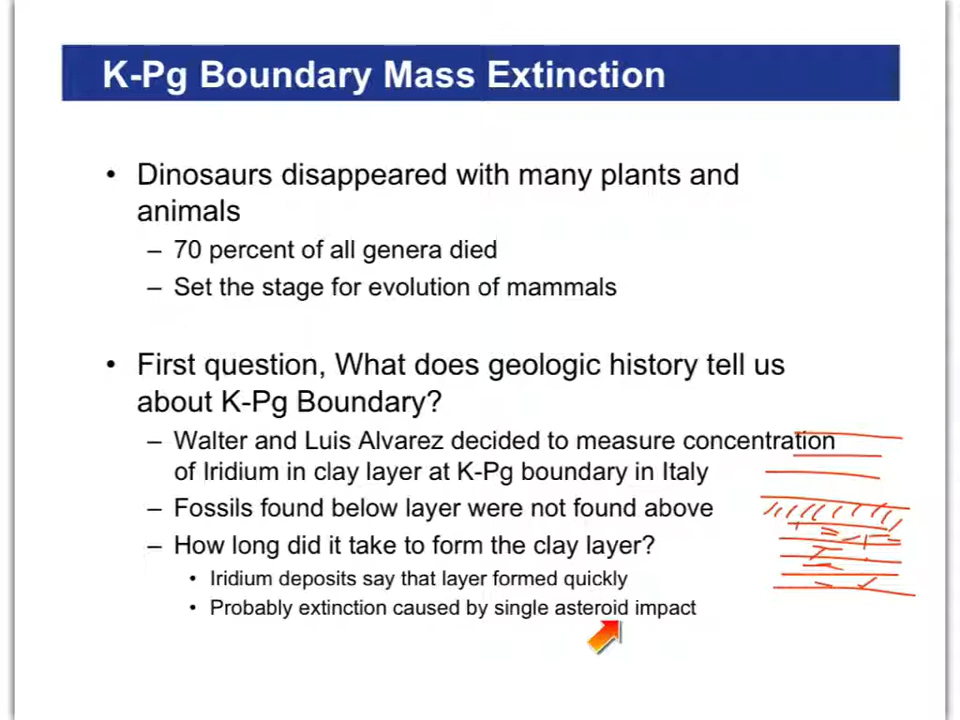 K-Pg Boundary Mass Extinction
• Dinosaurs disappeared with many plants and
animals
– 70 percent of all genera died
– Set the stage for evolution of mammals
• First question, What does geologic history tell us
about K-Pg Boundary?
– Walter and Luis Alvarez decided to measure concentration
of Iridium in clay layer at K-Pg boundary in Italy
– Fossils found below layer were not found above
– How long did it take to form the clay layer?
• Iridium deposits say that layer formed quickly
• Probably extinction caused by single asteroid impact